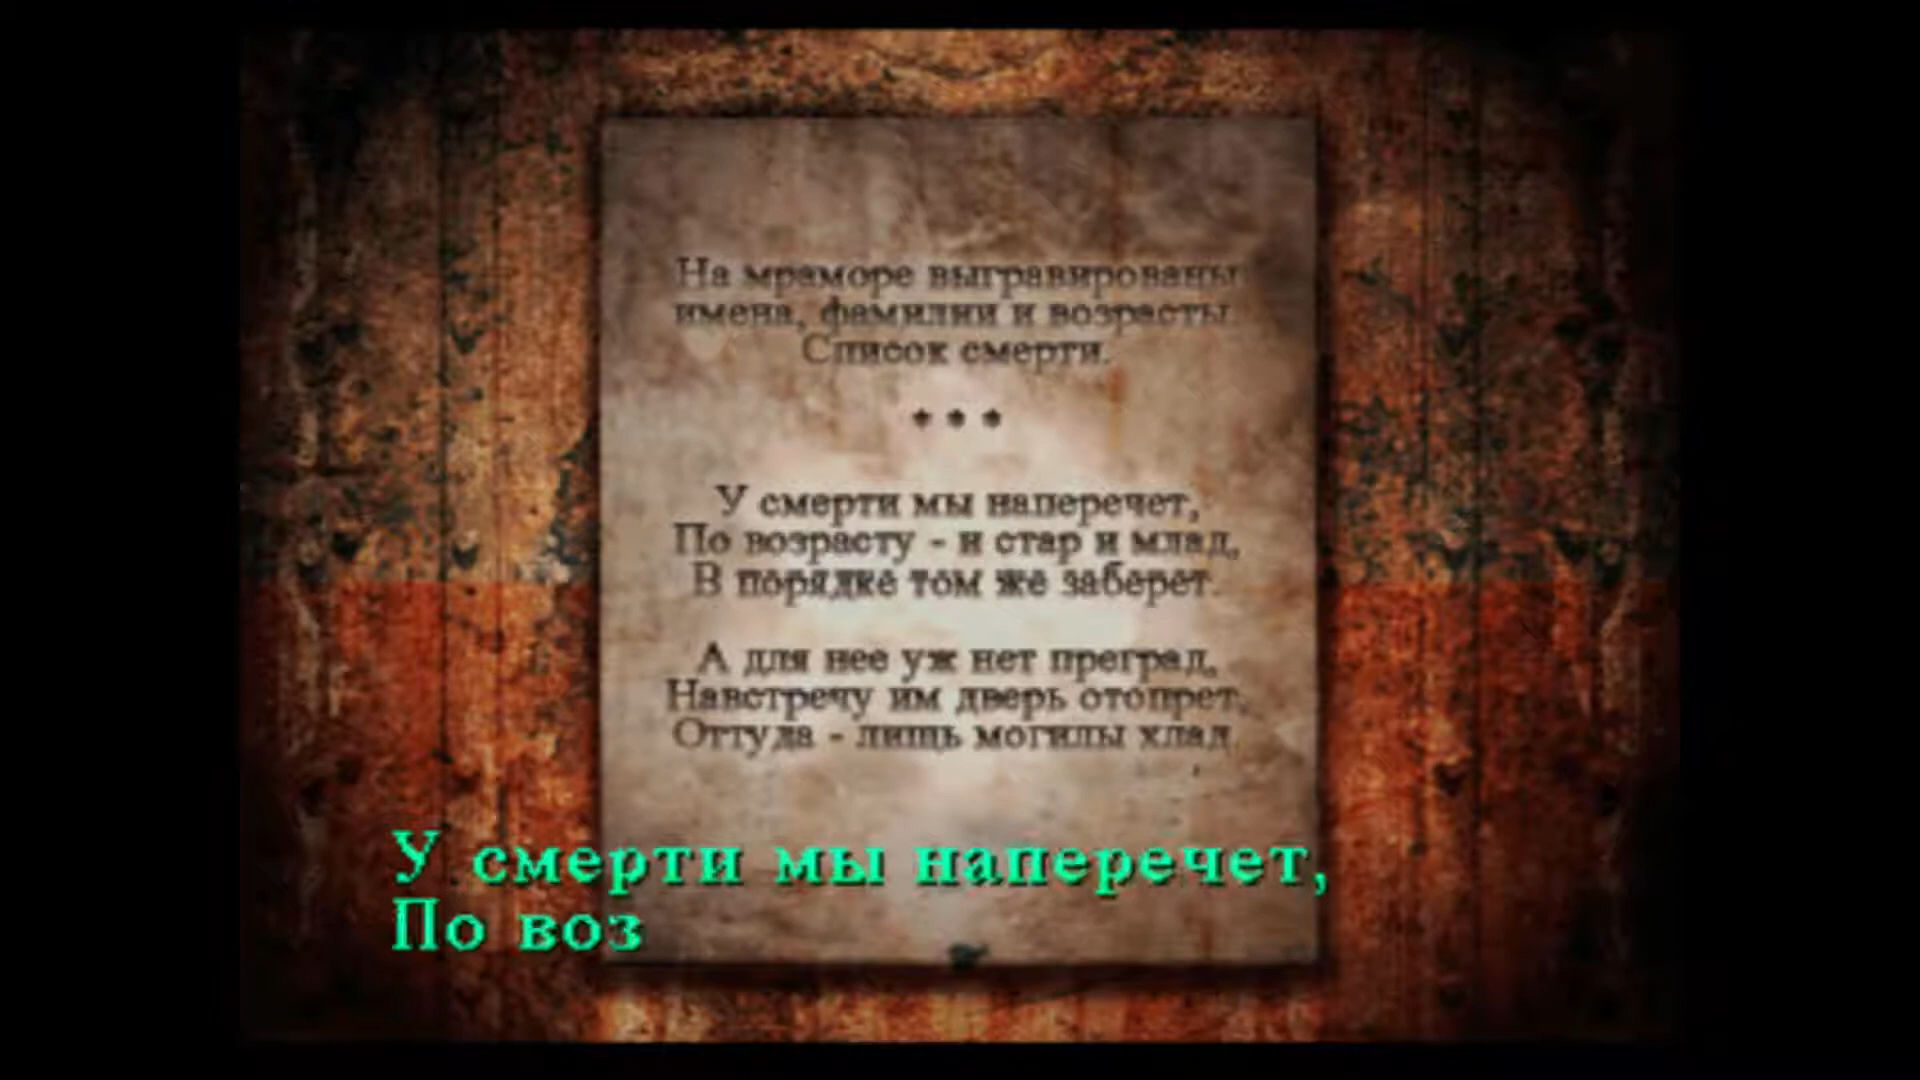 На мраморе выгравированы
имена, фамилии и возрасты.
Список смерти.
* * *
У смерти мы наперечет,
По возрасту - и стар и млад,
В порядке том же заберет.
А для нее уж нет преград,
Навстречу им дверь отопрет,
Оттуда - лишь могилы хлад.
У смерти мы наперечет,
По воз